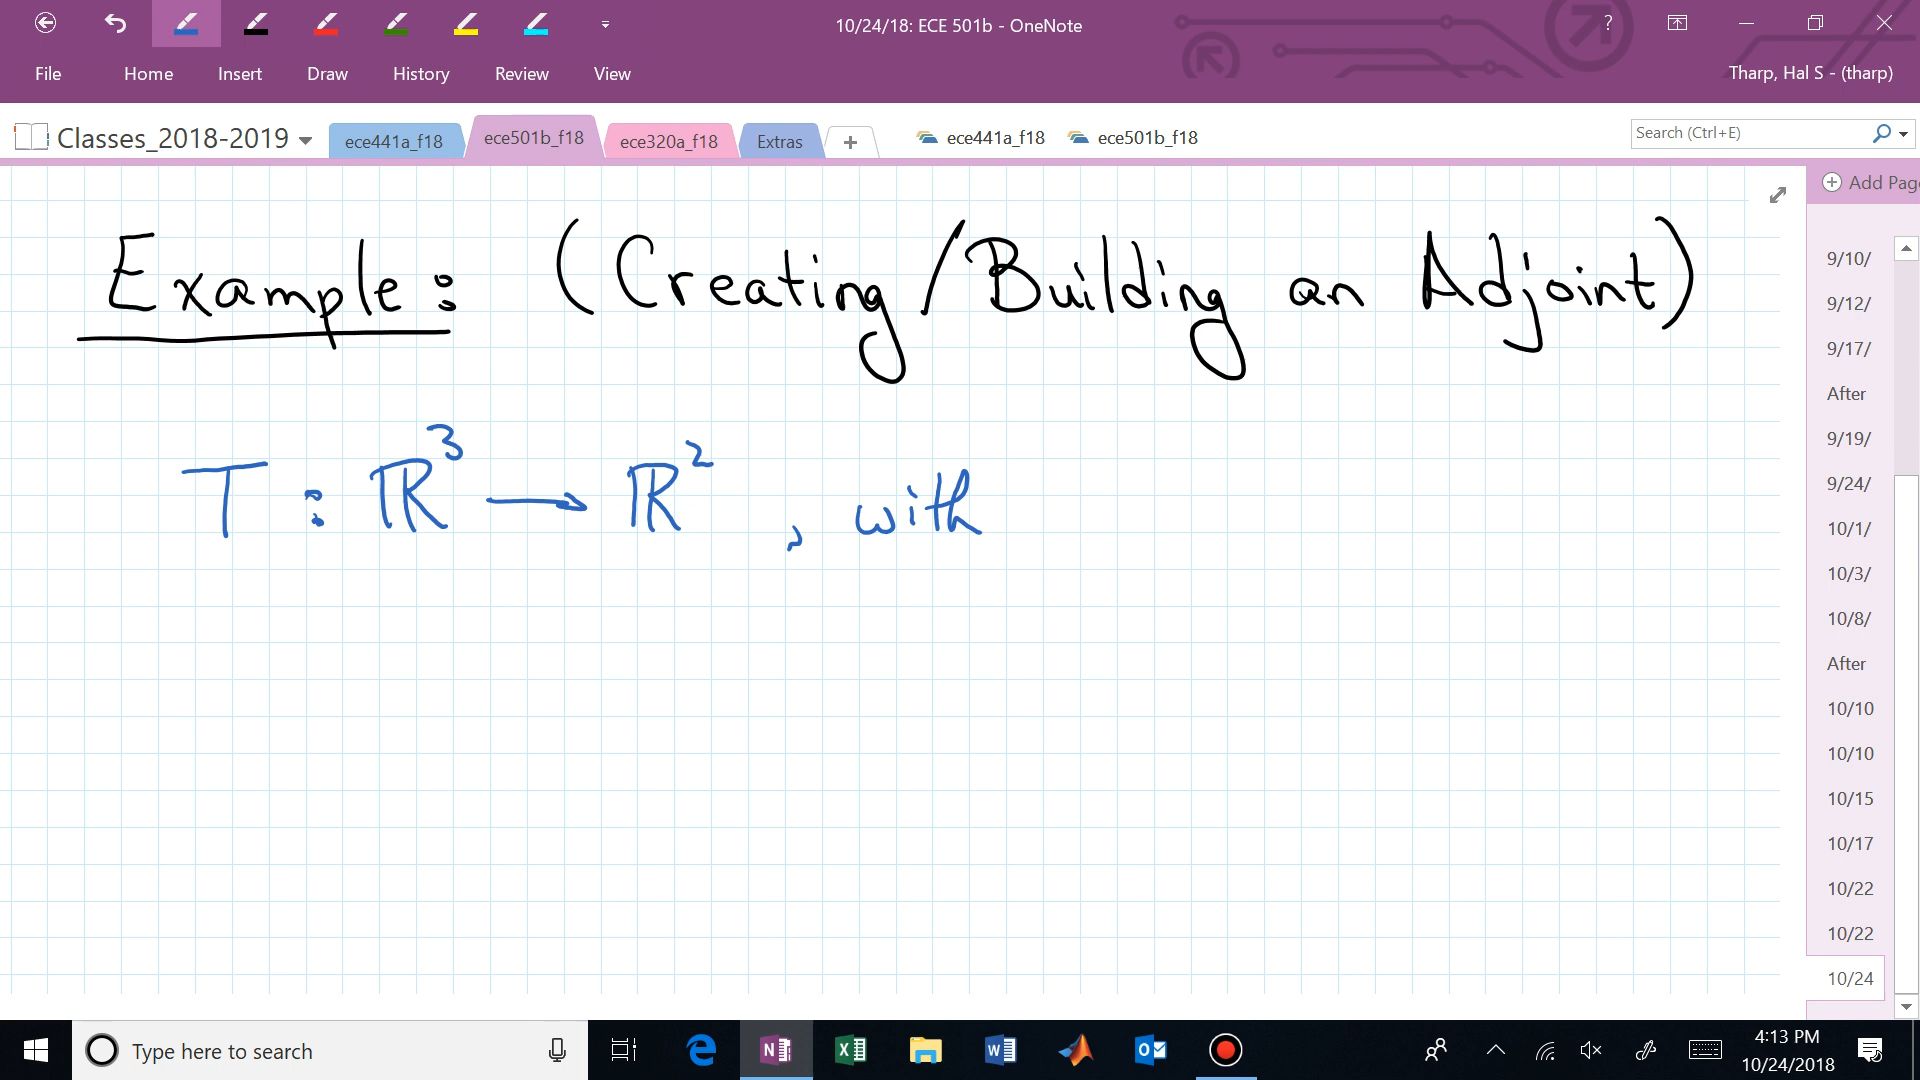 10/24/18: ECE 501b - OneNote
?
File Home Insert Draw History Review View
Tharp, Hal S - (tharp)
Classes_2018-2019
ece441a_f18
ece501b_f18
ece320a_f18
Extras
+
ece441a_f18
ece501b_f18
Search (Ctrl+E)
Add Page
Example: (Creating/Building an Adjoint)
T : ℝ³ → ℝ² , with
9/10/
9/12/
9/17/
After
9/19/
9/24/
10/1/
10/3/
10/8/
After
10/10
10/10
10/15
10/17
10/22
10/22
10/24
Type here to search
4:13 PM
10/24/2018